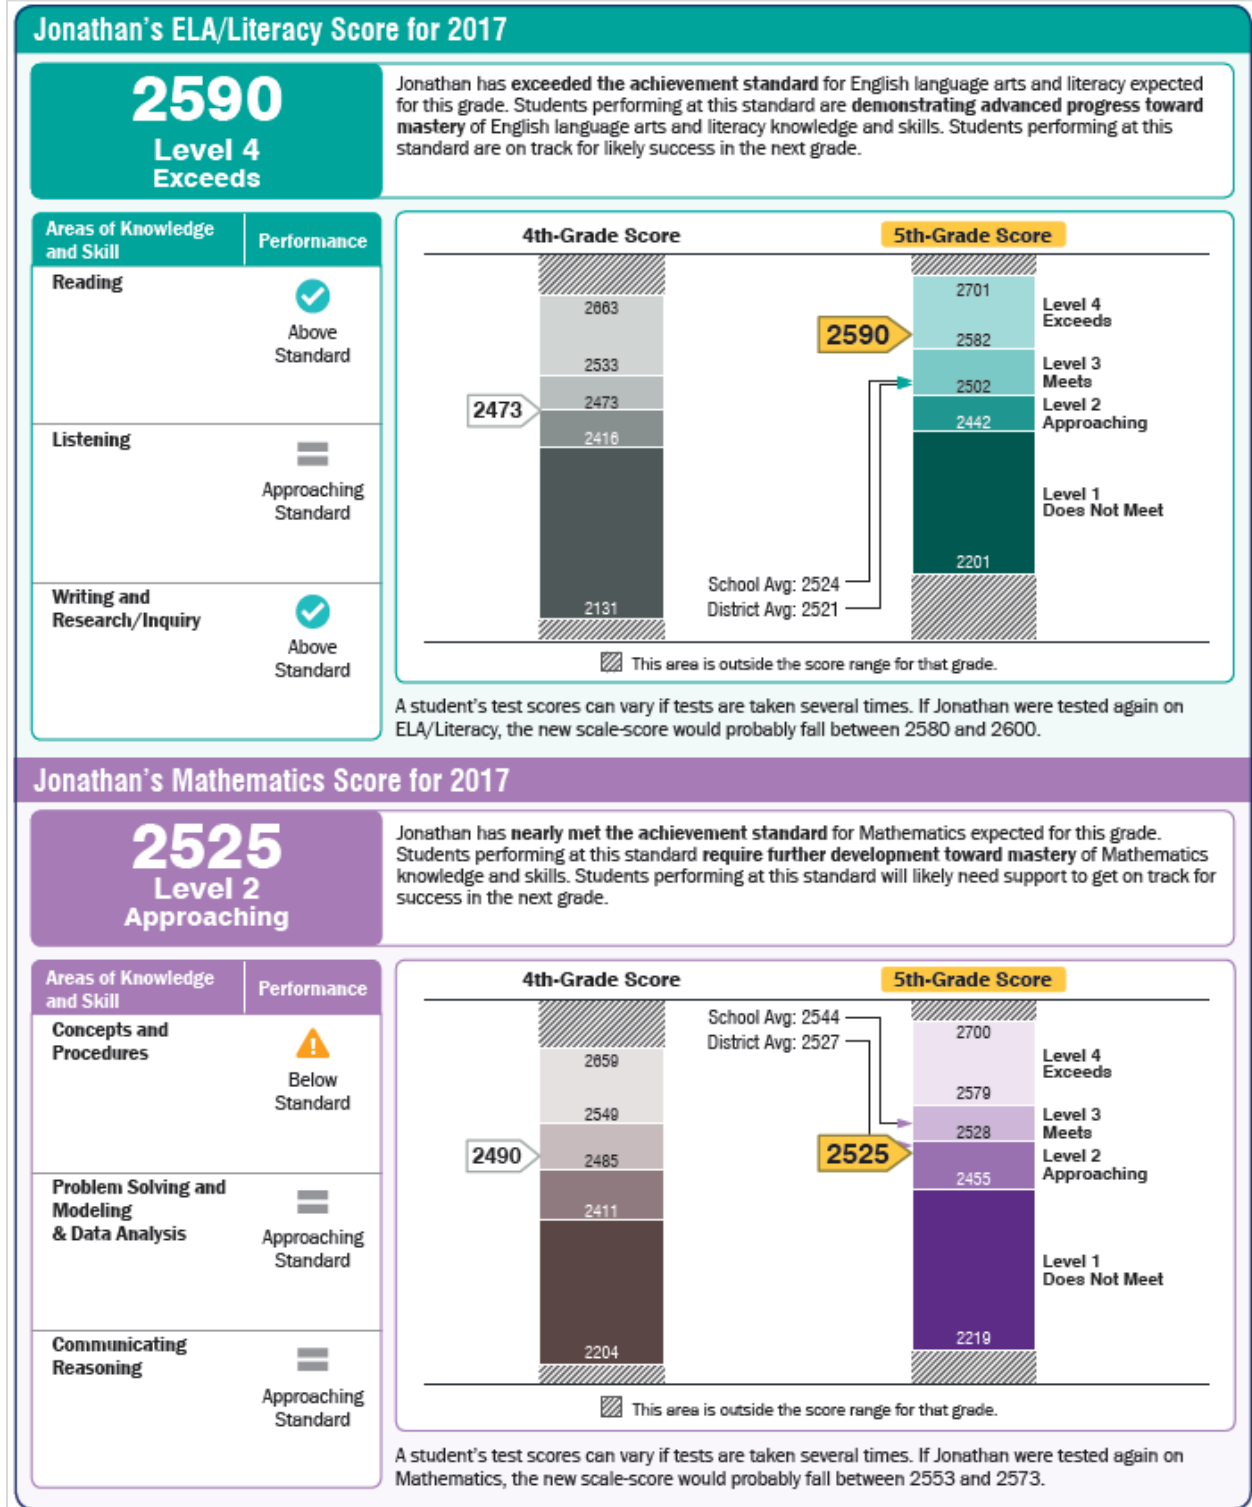 Jonathan's ELA/Literacy Score for 2017
2590
Level 4
Exceeds
Jonathan has exceeded the achievement standard for English language arts and literacy expected
for this grade. Students performing at this standard are demonstrating advanced progress toward
mastery of English language arts and literacy knowledge and skills. Students performing at this
standard are on track for likely success in the next grade.
Areas of Knowledge
and Skill
Performance
Reading
Above
Standard
Listening
Approaching
Standard
Writing and
Research/Inquiry
Above
Standard
4th-Grade Score
5th-Grade Score
2663
2533
2473
2473
2416
2131
2590
2701
2582
2502
2442
2201
Level 4
Exceeds
Level 3
Meets
Level 2
Approaching
Level 1
Does Not Meet
School Avg: 2524
District Avg: 2521
This area is outside the score range for that grade.
A student's test scores can vary if tests are taken several times. If Jonathan were tested again on
ELA/Literacy, the new scale-score would probably fall between 2580 and 2600.
Jonathan's Mathematics Score for 2017
2525
Level 2
Approaching
Jonathan has nearly met the achievement standard for Mathematics expected for this grade.
Students performing at this standard require further development toward mastery of Mathematics
knowledge and skills. Students performing at this standard will likely need support to get on track for
success in the next grade.
Areas of Knowledge
and Skill
Performance
Concepts and
Procedures
Below
Standard
Problem Solving and
Modeling
& Data Analysis
Approaching
Standard
Communicating
Reasoning
Approaching
Standard
4th-Grade Score
5th-Grade Score
School Avg: 2544
District Avg: 2527
2659
2549
2490
2485
2411
2204
2525
2700
2579
2528
2455
2219
Level 4
Exceeds
Level 3
Meets
Level 2
Approaching
Level 1
Does Not Meet
This area is outside the score range for that grade.
A student's test scores can vary if tests are taken several times. If Jonathan were tested again on
Mathematics, the new scale-score would probably fall between 2553 and 2573.